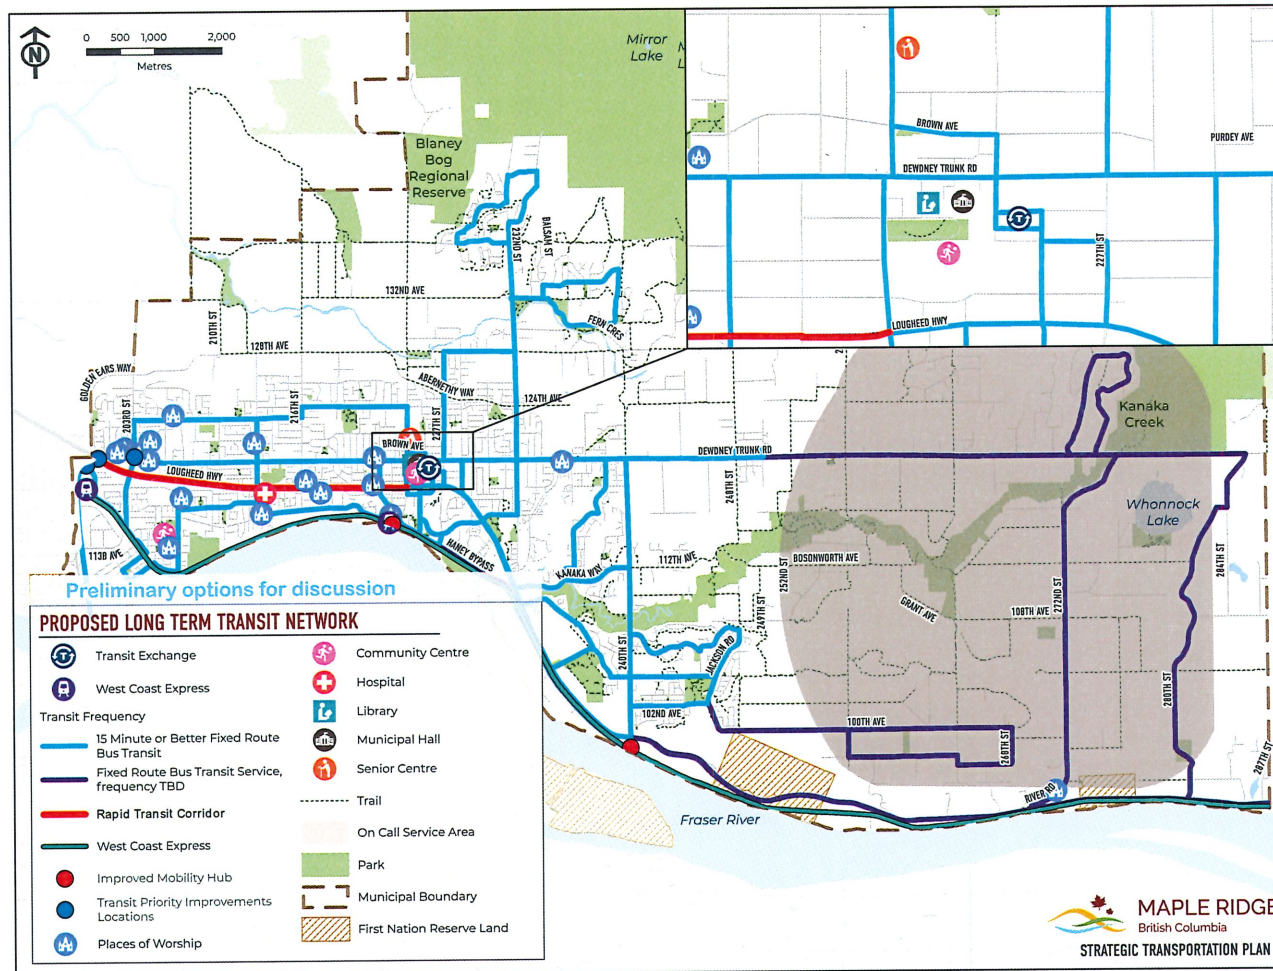 N
0 500 1,000 2,000
Metres
Mirror
Lake
M
L
Blaney
Bog
Regional
Reserve
232ND ST
BALSAM ST
132ND AVE
FERN CRES
210TH ST
128TH AVE
GOLDEN EARS WAY
ABERNETHY WAY
124TH AVE
203RD ST
216TH ST
227TH ST
BROWN AVE
LOUGHEED HWY
T
DEWDNEY TRUNK RD
113B AVE
HANEY BYPASS
KANAKA WAY
240TH ST
248TH ST
112TH AVE
249TH ST
252ND ST
BOSONWORTH AVE
GRANT AVE
108TH AVE
272ND ST
Kanaka
Creek
Whonnock
Lake
284TH ST
280TH ST
287TH ST
JACKSON RD
240TH ST
102ND AVE
100TH AVE
268TH ST
RIVER RD
Fraser River
BROWN AVE
PURDEY AVE
DEWDNEY TRUNK RD
T
227TH ST
LOUGHEED HWY
Preliminary options for discussion
PROPOSED LONG TERM TRANSIT NETWORK
T
Transit Exchange
West Coast Express
Transit Frequency
15 Minute or Better Fixed Route
Bus Transit
Fixed Route Bus Transit Service,
frequency TBD
Rapid Transit Corridor
West Coast Express
Improved Mobility Hub
Transit Priority Improvements
Locations
Places of Worship
Community Centre
Hospital
Library
Municipal Hall
Senior Centre
Trail
On Call Service Area
Park
Municipal Boundary
First Nation Reserve Land
MAPLE RIDGE
British Columbia
STRATEGIC TRANSPORTATION PLAN